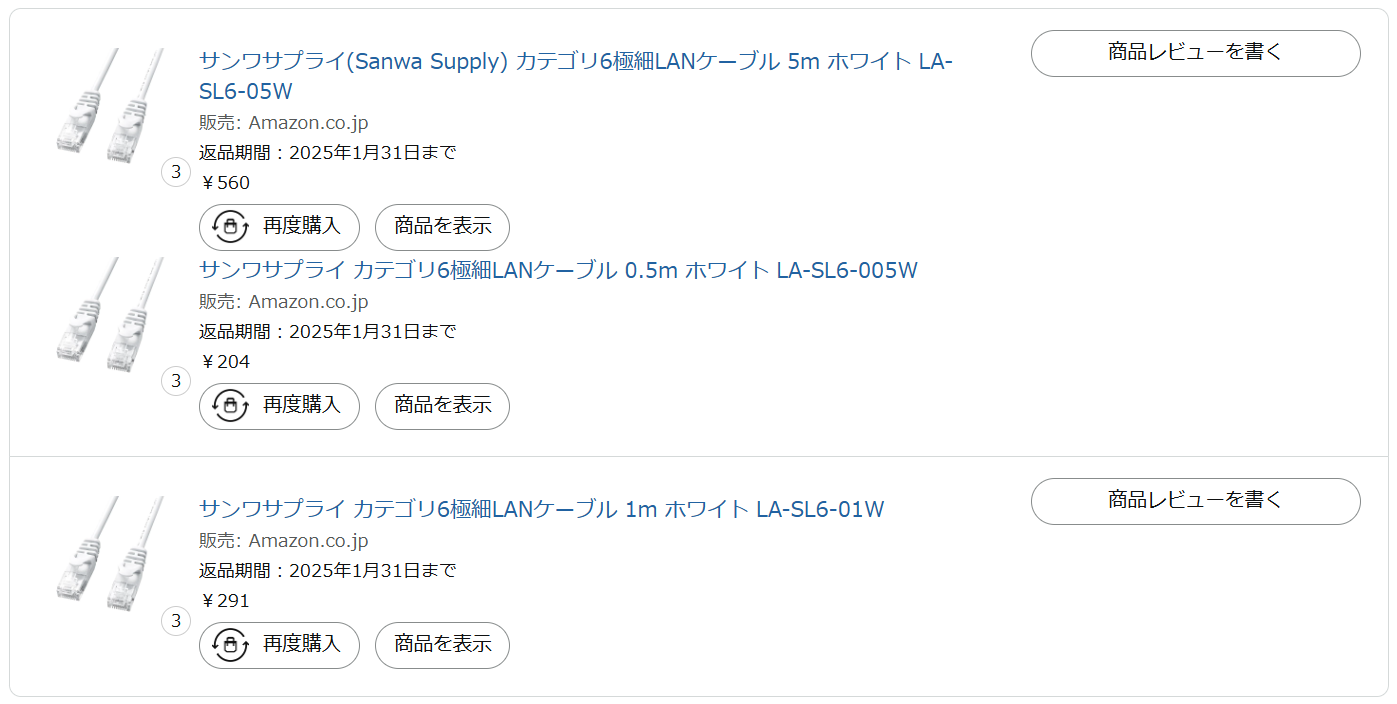 サンワサプライ(Sanwa Supply) カテゴリ6極細LANケーブル 5m ホワイト LA-
SL6-05W
販売: Amazon.co.jp
返品期間：2025年1月31日まで
3
￥560
再度購入
商品を表示
商品レビューを書く
サンワサプライ カテゴリ6極細LANケーブル 0.5m ホワイト LA-SL6-005W
販売: Amazon.co.jp
返品期間：2025年1月31日まで
￥204
3
再度購入
商品を表示
サンワサプライ カテゴリ6極細LANケーブル 1m ホワイト LA-SL6-01W
販売: Amazon.co.jp
返品期間：2025年1月31日まで
￥291
3
再度購入
商品を表示
商品レビューを書く